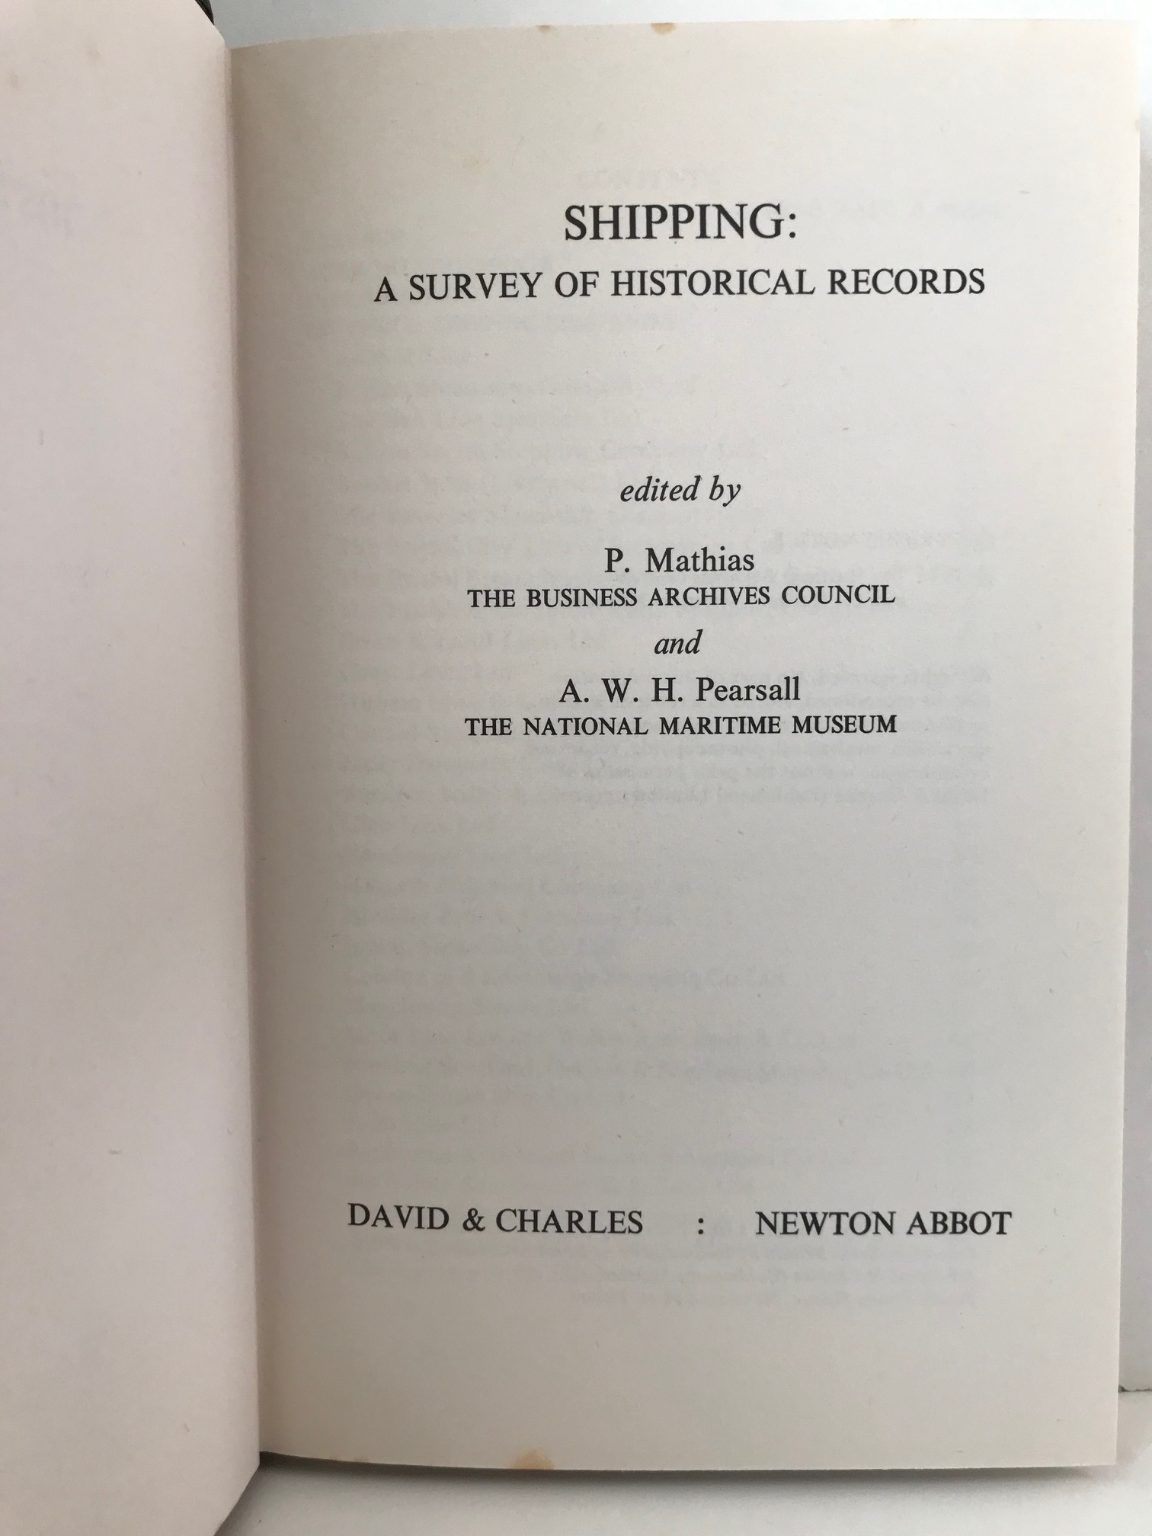 SHIPPING:
A SURVEY OF HISTORICAL RECORDS
edited by
P. Mathias
THE BUSINESS ARCHIVES COUNCIL
and
A. W. H. Pearsall
THE NATIONAL MARITIME MUSEUM
DAVID & CHARLES : NEWTON ABBOT